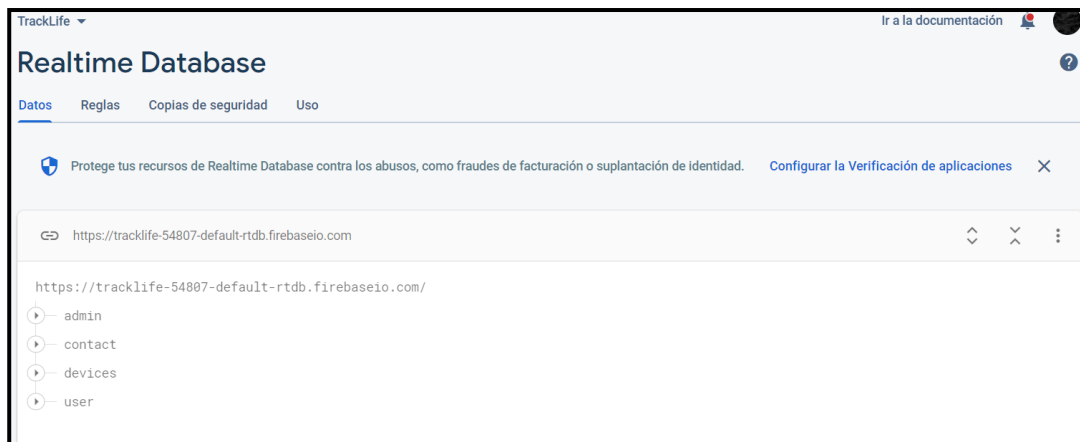 TrackLife
Ir a la documentación
Realtime Database
Datos Reglas Copias de seguridad Uso
Protege tus recursos de Realtime Database contra los abusos, como fraudes de facturación o suplantación de identidad. Configurar la Verificación de aplicaciones
https://tracklife-54807-default-rtdb.firebaseio.com
https://tracklife-54807-default-rtdb.firebaseio.com/
admin
contact
devices
user